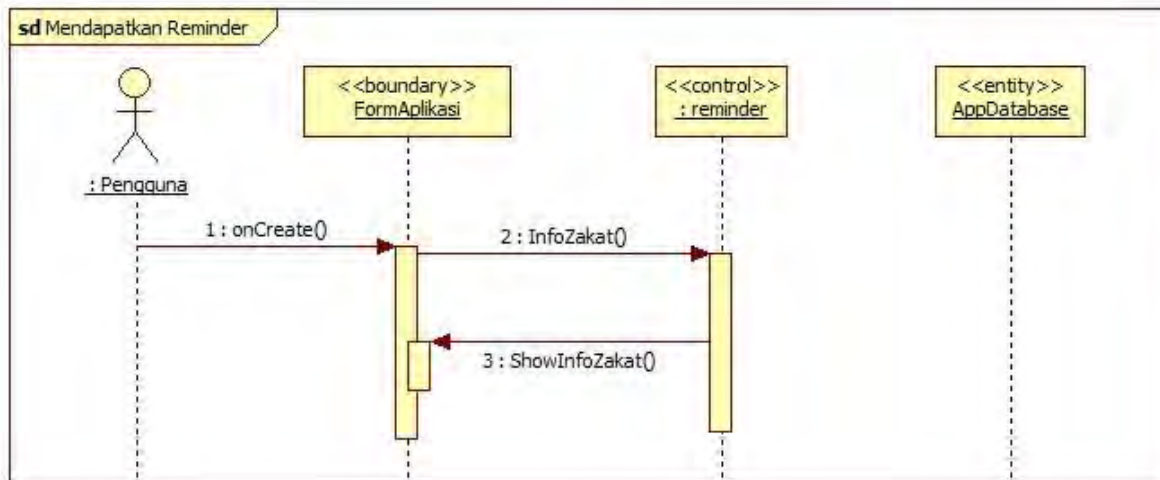 sd Mendapatkan Reminder
<<boundary>>
FormAplikasi
<<control>>
: reminder
<<entity>>
AppDatabase
: Pengguna
1 : onCreate()
2 : InfoZakat()
3 : ShowInfoZakat()